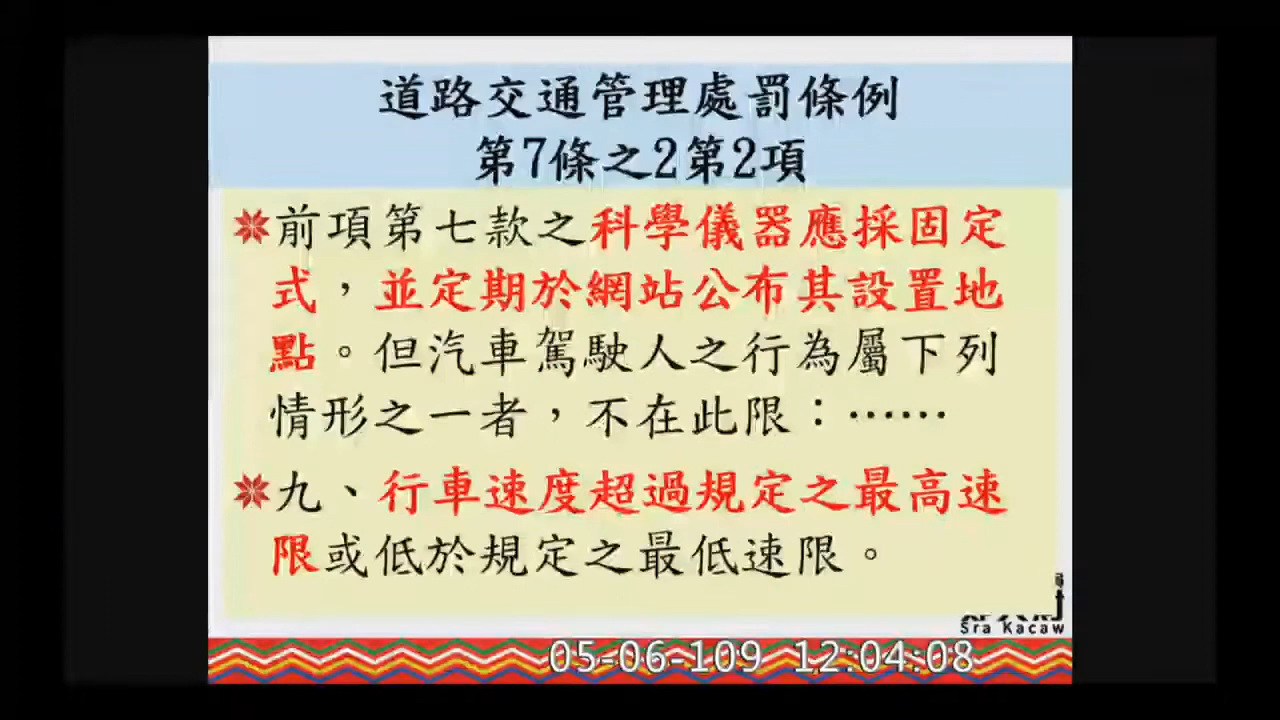 道路交通管理處罰條例
第7條之2第2項
前項第七款之科學儀器應採固定
式，並定期於網站公布其設置地
點。但汽車駕駛人之行為屬下列
情形之一者，不在此限：⋯⋯
九、行車速度超過規定之最高速
限或低於規定之最低速限。
Sra Kacaw
05-06-109 12:04:08